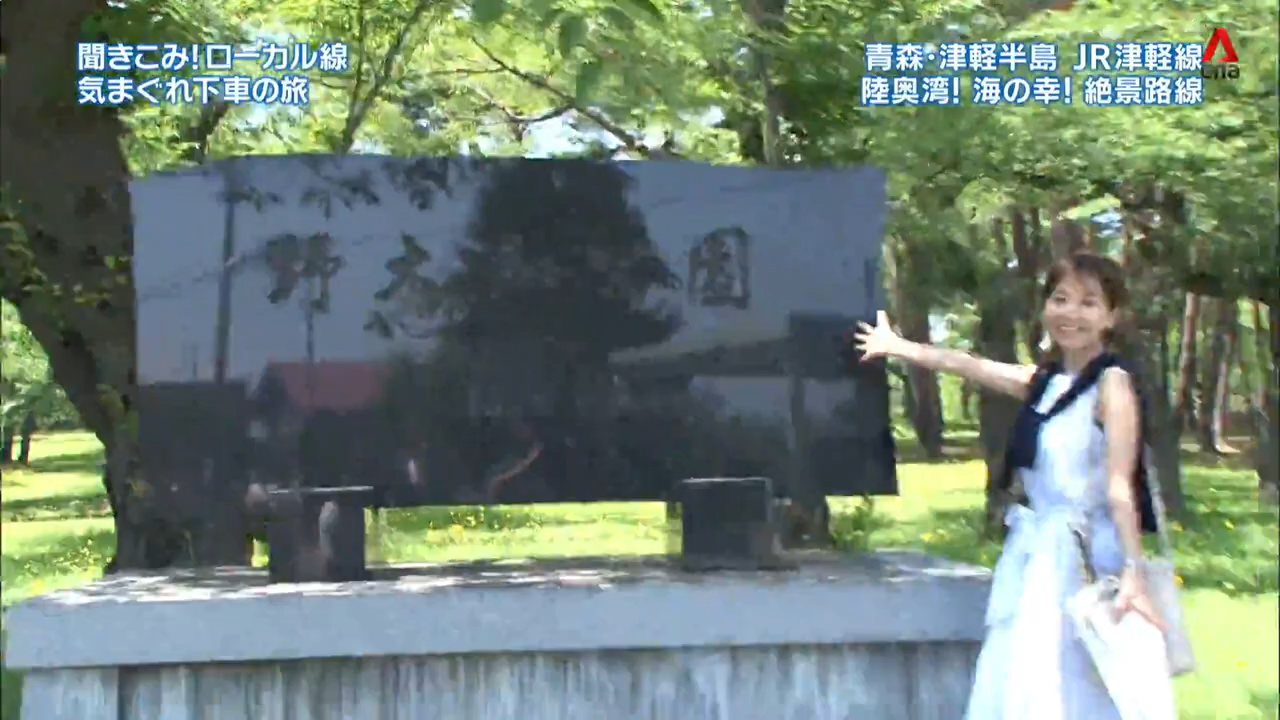 聞きこみ!ローカル線
気まぐれ下車の旅
青森・津軽半島 JR津軽線
陸奥湾! 海の幸! 絶景路線
cna
野木 園